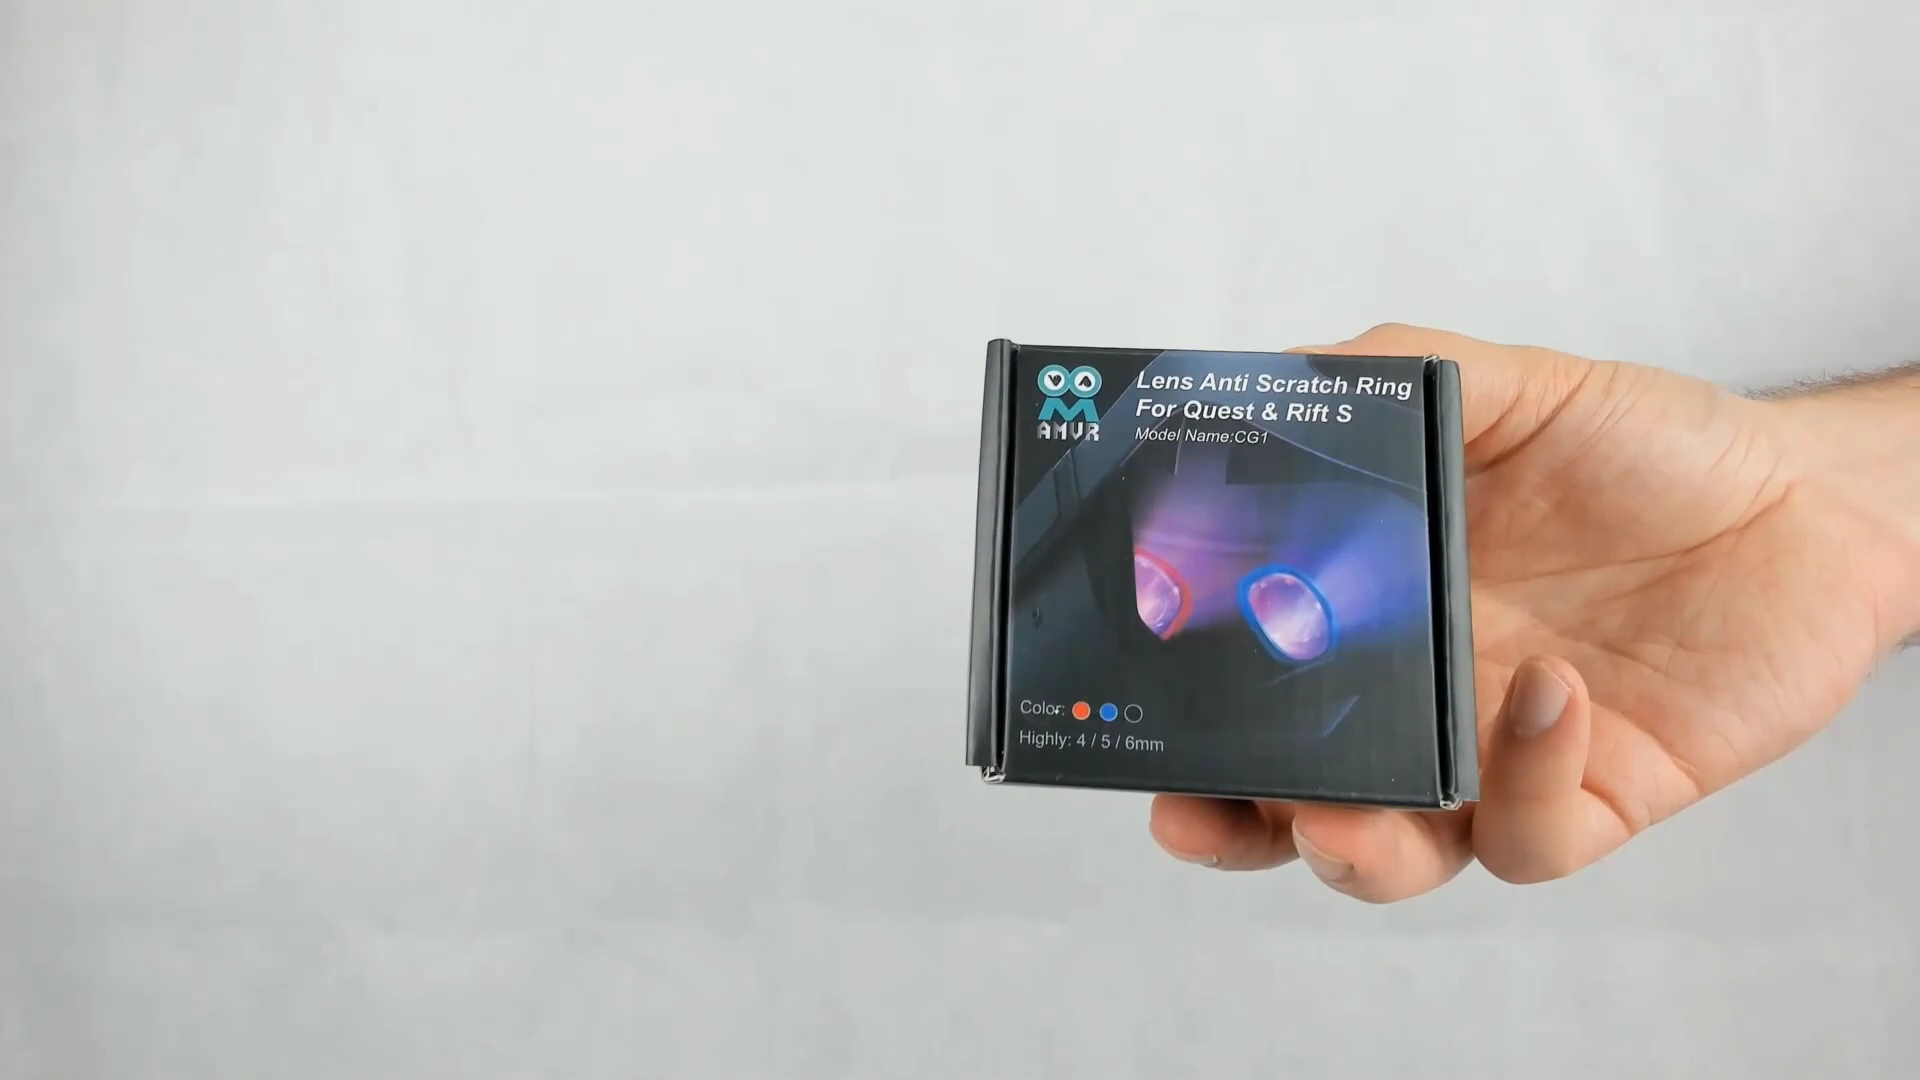 AMVR
Lens Anti Scratch Ring
For Quest & Rift S
Model Name:CG1
Color:
Highly: 4 / 5 / 6mm